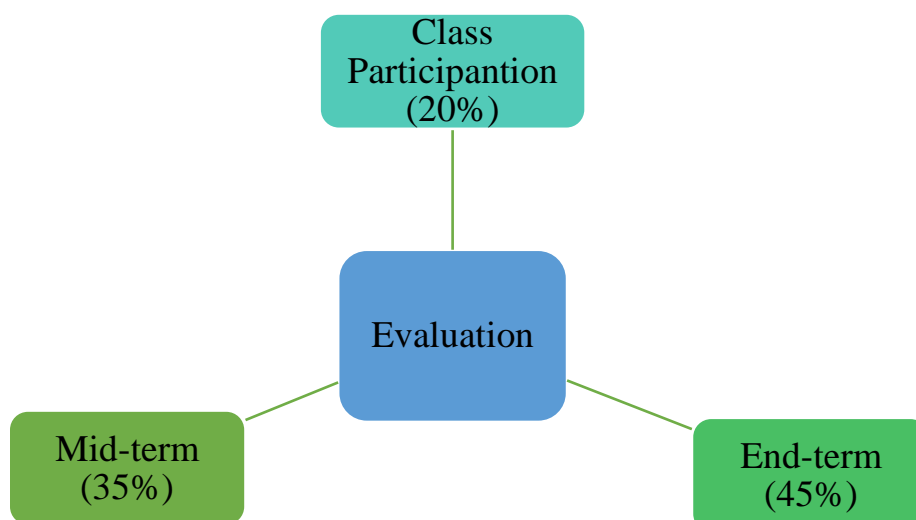 Class
Participantion
(20%)
Evaluation
Mid-term
(35%)
End-term
(45%)